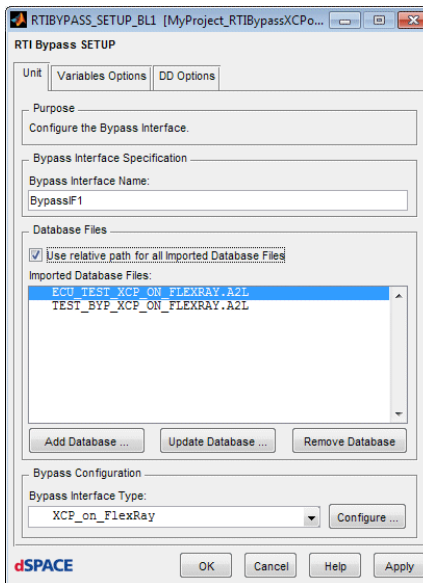 RTIBYPASS_SETUP_BL1 [MyProject_RTIBypassXCPo...
RTI Bypass SETUP
Unit Variables Options DD Options
Purpose
Configure the Bypass Interface.
Bypass Interface Specification
Bypass Interface Name:
BypassIF1
Database Files
Use relative path for all Imported Database Files
Imported Database Files:
ECU_TEST_XCP_ON_FLEXRAY.A2L
TEST_BYP_XCP_ON_FLEXRAY.A2L
Add Database ... Update Database ... Remove Database
Bypass Configuration
Bypass Interface Type:
XCP_on_FlexRay Configure ...
dSPACE OK Cancel Help Apply